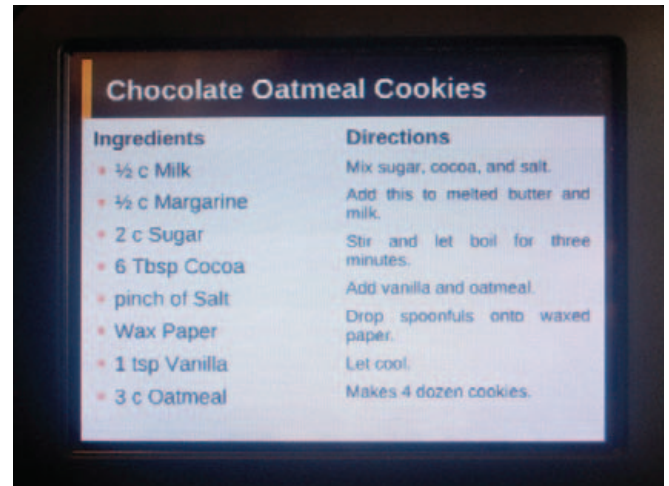 Chocolate Oatmeal Cookies
Ingredients
½ c Milk
½ c Margarine
2 c Sugar
6 Tbsp Cocoa
pinch of Salt
Wax Paper
1 tsp Vanilla
3 c Oatmeal
Directions
Mix sugar, cocoa, and salt.
Add this to melted butter and
milk.
Stir and let boil for three
minutes.
Add vanilla and oatmeal.
Drop spoonfuls onto waxed
paper.
Let cool.
Makes 4 dozen cookies.